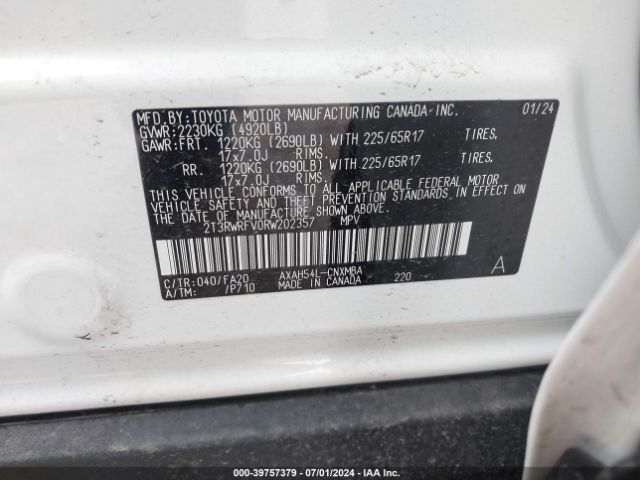 MFD. BY: TOYOTA MOTOR MANUFACTURING CANADA-INC. 01/24
GVWR: 2230KG (4920LB)
GAWR: FRT. 1220KG (2690LB) WITH 225/65R17 TIRES,
17x7.0J RIMS.
RR. 1220KG (2690LB) WITH 225/65R17 TIRES,
17x7.0J RIMS.
THIS VEHICLE CONFORMS TO ALL APPLICABLE FEDERAL MOTOR
VEHICLE SAFETY AND THEFT PREVENTION STANDARDS IN EFFECT ON
THE DATE OF MANUFACTURE SHOWN ABOVE.
2T3RWRFV0RW202357 MPV
C/TR: 040/FA20 AXAH54L-CNXMBA 220 A
A/TM: /P710 MADE IN CANADA
000-39757379 / 07/01/2024 - IAA Inc.